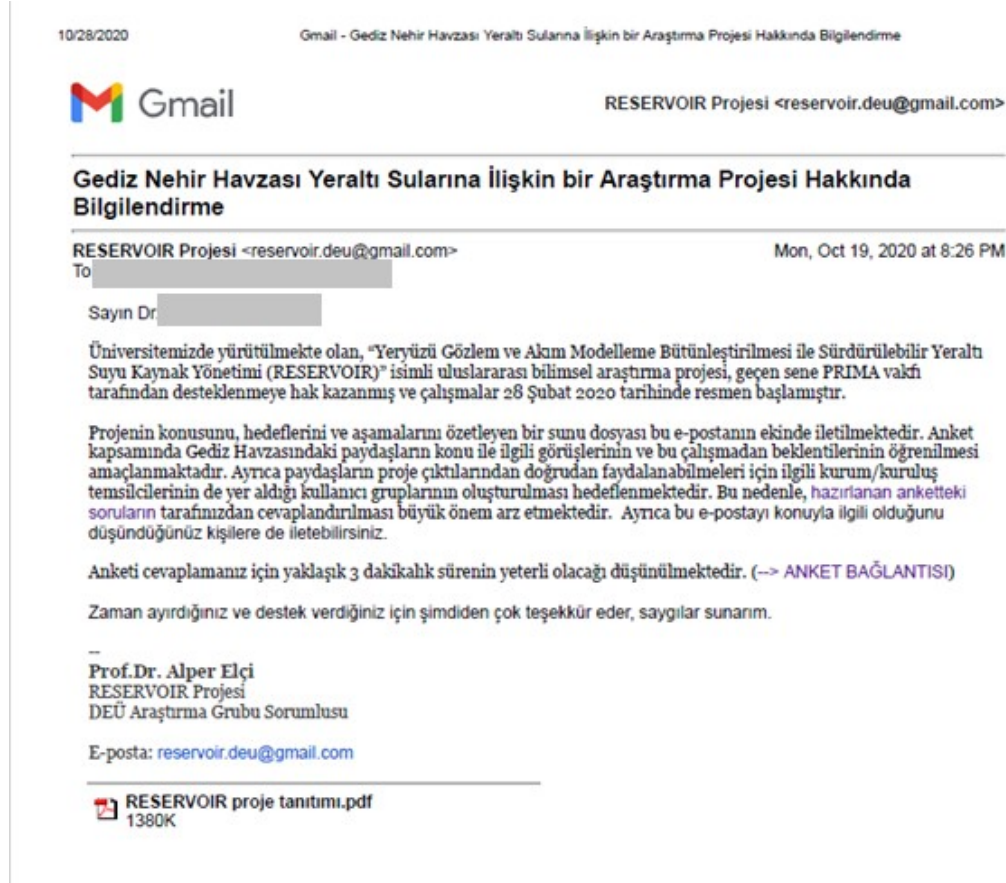 10/28/2020 Gmail - Gediz Nehir Havzası Yeraltı Sularına İlişkin bir Araştırma Projesi Hakkında Bilgilendirme
Gmail RESERVOIR Projesi <reservoir.deu@gmail.com>
Gediz Nehir Havzası Yeraltı Sularına İlişkin bir Araştırma Projesi Hakkında
Bilgilendirme
RESERVOIR Projesi <reservoir.deu@gmail.com> Mon, Oct 19, 2020 at 8:26 PM
To
Sayın Dr.
Üniversitemizde yürütülmekte olan, “Yeryüzü Gözlem ve Akım Modelleme Bütünleştirilmesi ile Sürdürülebilir Yeraltı
Suyu Kaynak Yönetimi (RESERVOIR)” isimli uluslararası bilimsel araştırma projesi, geçen sene PRIMA vakfı
tarafından desteklenmeye hak kazanmış ve çalışmalar 28 Şubat 2020 tarihinde resmen başlamıştır.
Projenin konusunu, hedeflerini ve aşamalarını özetleyen bir sunu dosyası bu e-postanın ekinde iletilmektedir. Anket
kapsamında Gediz Havzasındaki paydaşların konu ile ilgili görüşlerinin ve bu çalışmadan beklentilerinin öğrenilmesi
amaçlanmaktadır. Ayrıca paydaşların proje çıktılarından doğrudan faydalanabilmeleri için ilgili kurum/kuruluş
temsilcilerinin de yer aldığı kullanıcı gruplarının oluşturulması hedeflenmektedir. Bu nedenle, hazırlanan anketteki
soruların tarafınızdan cevaplandırılması büyük önem arz etmektedir. Ayrıca bu e-postayı konuyla ilgili olduğunu
düşündüğünüz kişilere de iletebilirsiniz.
Anketi cevaplamanız için yaklaşık 3 dakikalık sürenin yeterli olacağı düşünülmektedir. (--> ANKET BAĞLANTISI)
Zaman ayırdığınız ve destek verdiğiniz için şimdiden çok teşekkür eder, saygılar sunarım.
--
Prof.Dr. Alper Elçi
RESERVOIR Projesi
DEÜ Araştırma Grubu Sorumlusu
E-posta: reservoir.deu@gmail.com
RESERVOIR proje tanıtımı.pdf
1380K